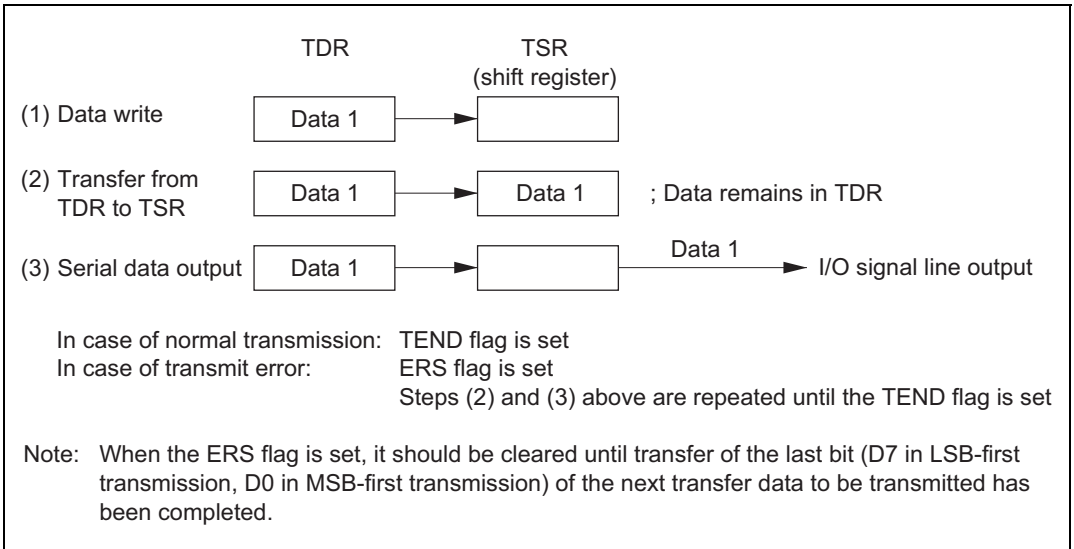 TDR TSR
(shift register)
(1) Data write Data 1
(2) Transfer from
TDR to TSR Data 1 Data 1 ; Data remains in TDR
(3) Serial data output Data 1 Data 1 I/O signal line output
In case of normal transmission: TEND flag is set
In case of transmit error: ERS flag is set
Steps (2) and (3) above are repeated until the TEND flag is set
Note: When the ERS flag is set, it should be cleared until transfer of the last bit (D7 in LSB-first
transmission, D0 in MSB-first transmission) of the next transfer data to be transmitted has
been completed.